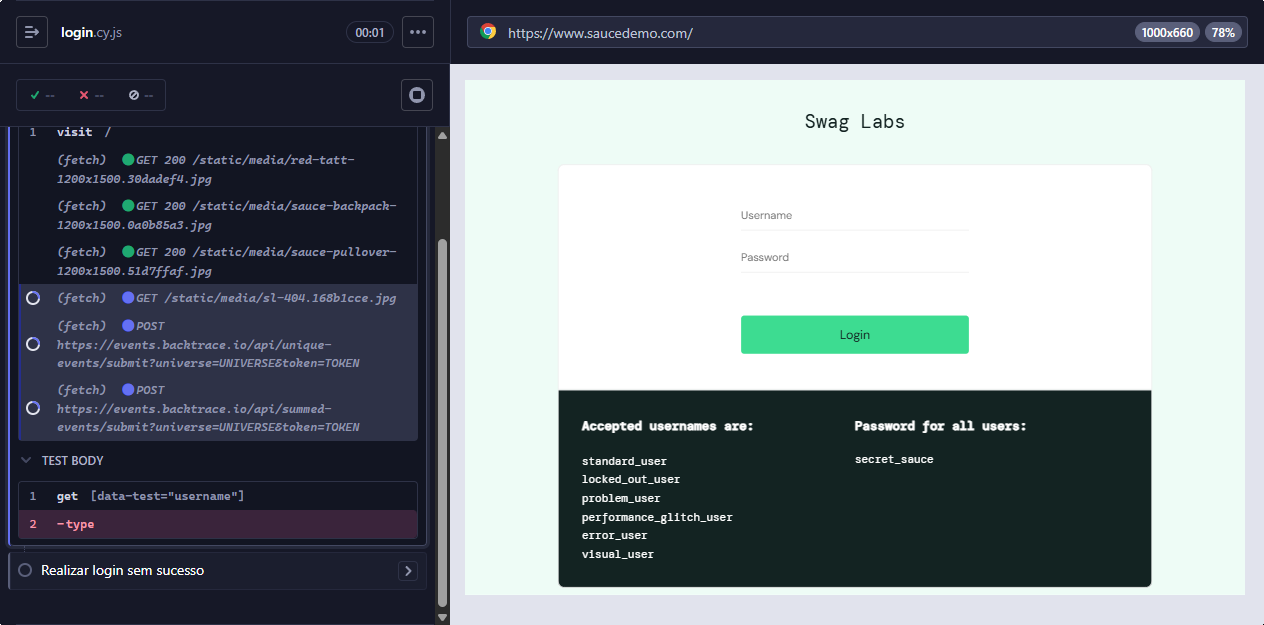 login.cy.js
00:01
--
--
--
1 visit /
(fetch) GET 200 /static/media/red-tatt-
1200x1500.30dadef4.jpg
(fetch) GET 200 /static/media/sauce-backpack-
1200x1500.0a0b85a3.jpg
(fetch) GET 200 /static/media/sauce-pullover-
1200x1500.51d7ffaf.jpg
(fetch) GET /static/media/sl-404.168b1cce.jpg
(fetch) POST
https://events.backtrace.io/api/unique-
events/submit?universe=UNIVERSE&token=TOKEN
(fetch) POST
https://events.backtrace.io/api/summed-
events/submit?universe=UNIVERSE&token=TOKEN
TEST BODY
1 get [data-test="username"]
2 -type
Realizar login sem sucesso
https://www.saucedemo.com/
1000x660
78%
Swag Labs
Username
Password
Login
Accepted usernames are:
standard_user
locked_out_user
problem_user
performance_glitch_user
error_user
visual_user
Password for all users:
secret_sauce